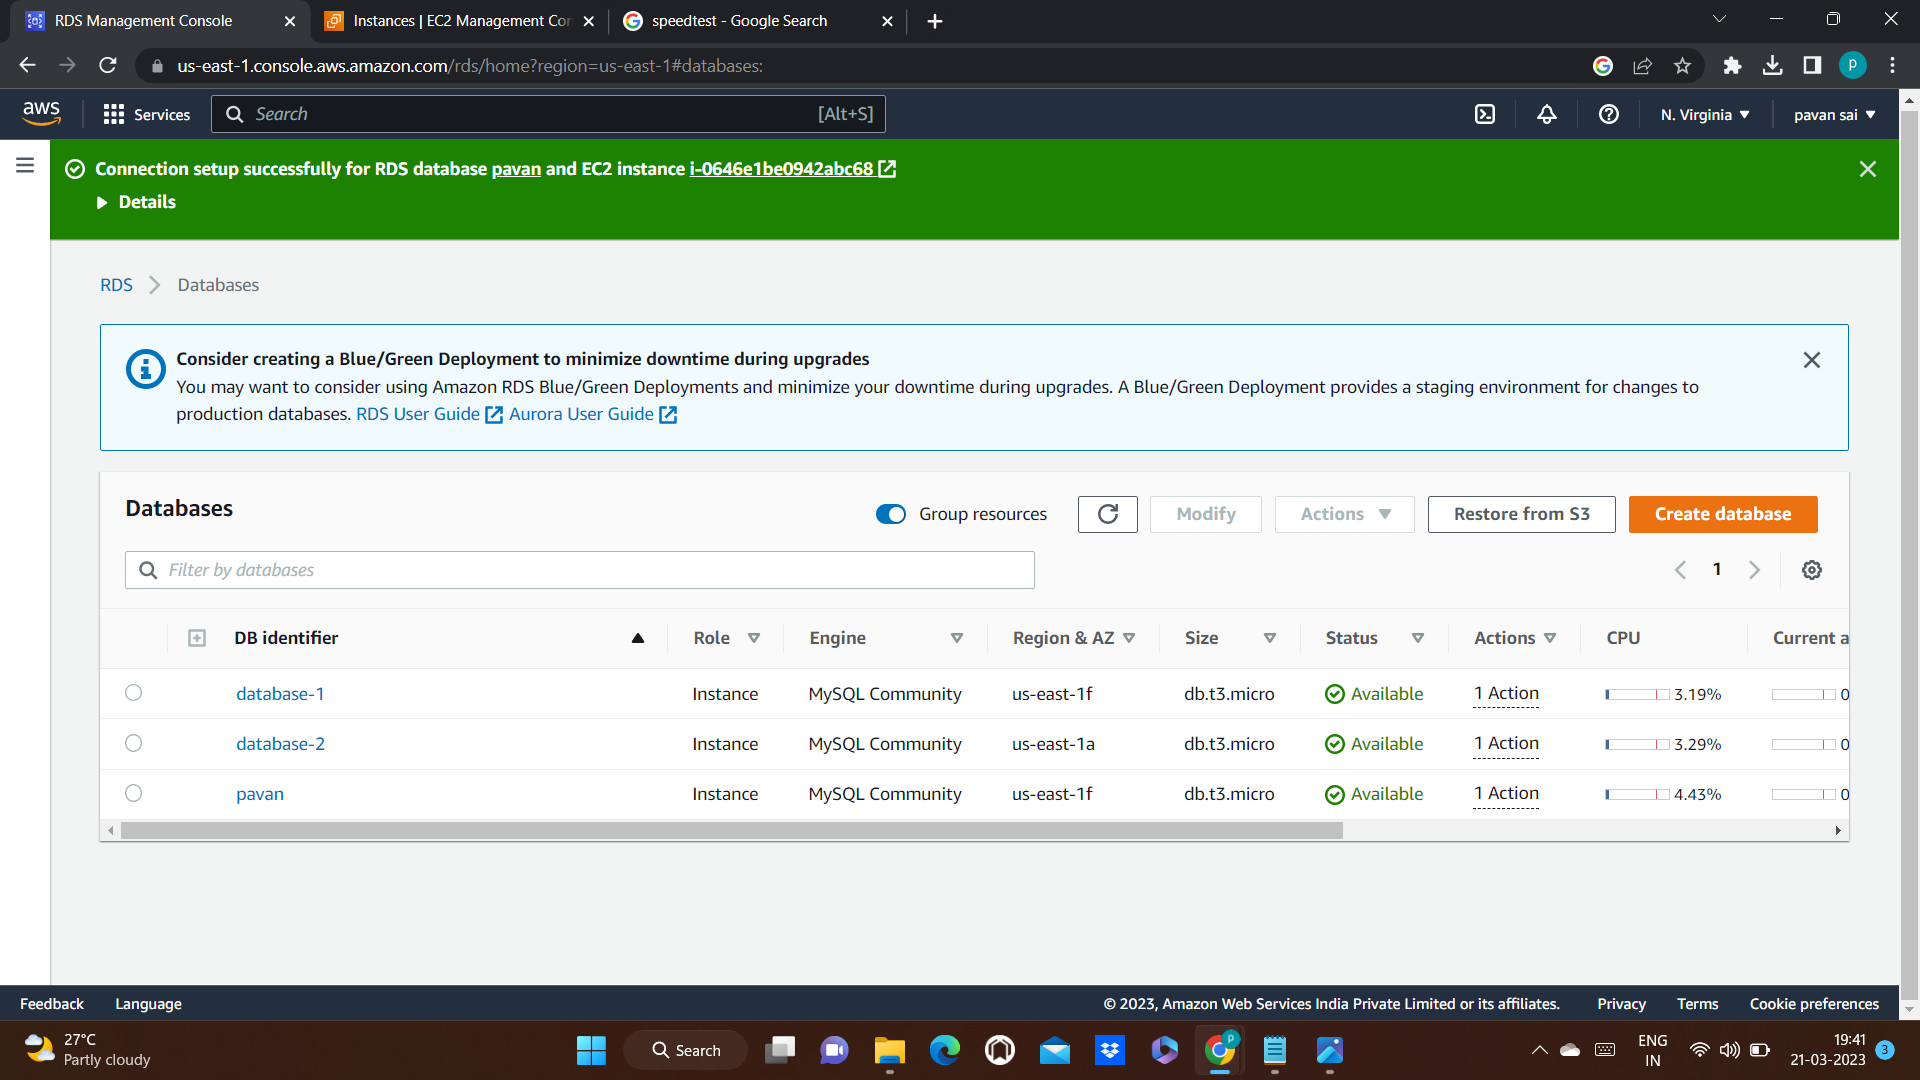 RDS Management Console
Instances | EC2 Management Con
speedtest - Google Search
us-east-1.console.aws.amazon.com/rds/home?region=us-east-1#databases:
P
aws
Services
Search
[Alt+S]
N. Virginia
pavan sai
Connection setup successfully for RDS database pavan and EC2 instance i-0646e1be0942abc68
Details
RDS
Databases
Consider creating a Blue/Green Deployment to minimize downtime during upgrades
You may want to consider using Amazon RDS Blue/Green Deployments and minimize your downtime during upgrades. A Blue/Green Deployment provides a staging environment for changes to
production databases. RDS User Guide Aurora User Guide
Databases
Group resources
Modify
Actions
Restore from S3
Create database
Filter by databases
1
DB identifier Role Engine Region & AZ Size Status Actions CPU Current a
database-1 Instance MySQL Community us-east-1f db.t3.micro Available 1 Action 3.19% 0
database-2 Instance MySQL Community us-east-1a db.t3.micro Available 1 Action 3.29% 0
pavan Instance MySQL Community us-east-1f db.t3.micro Available 1 Action 4.43% 0
Feedback
Language
© 2023, Amazon Web Services India Private Limited or its affiliates.
Privacy
Terms
Cookie preferences
27°C
Partly cloudy
Search
P
ENG
IN
19:41
21-03-2023
3